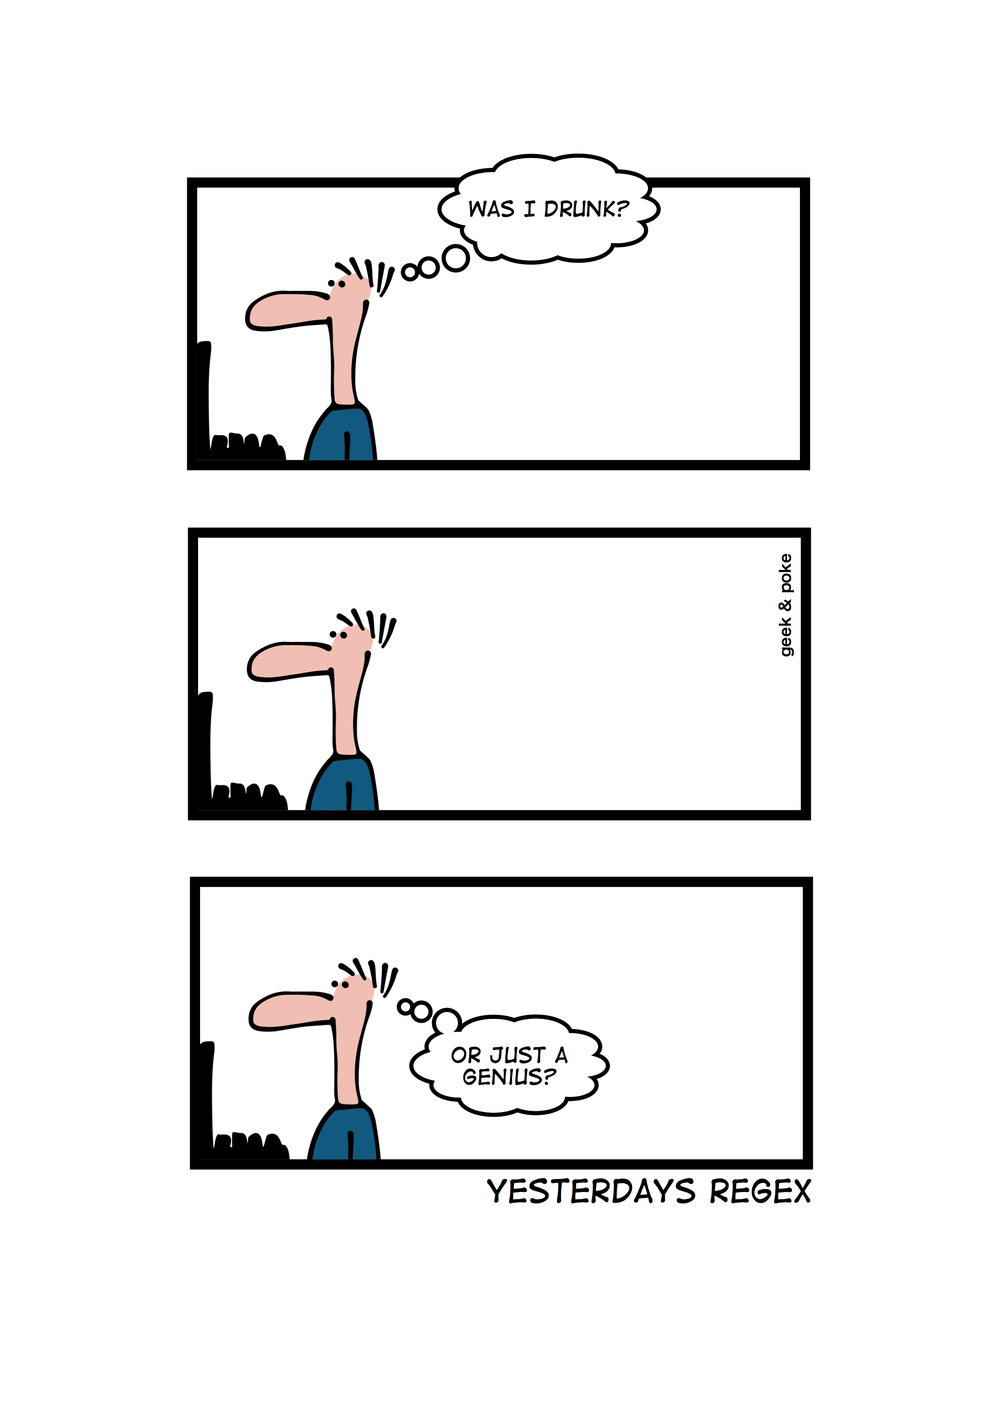 WAS I DRUNK?
geek & poke
OR JUST A
GENIUS?
YESTERDAYS REGEX